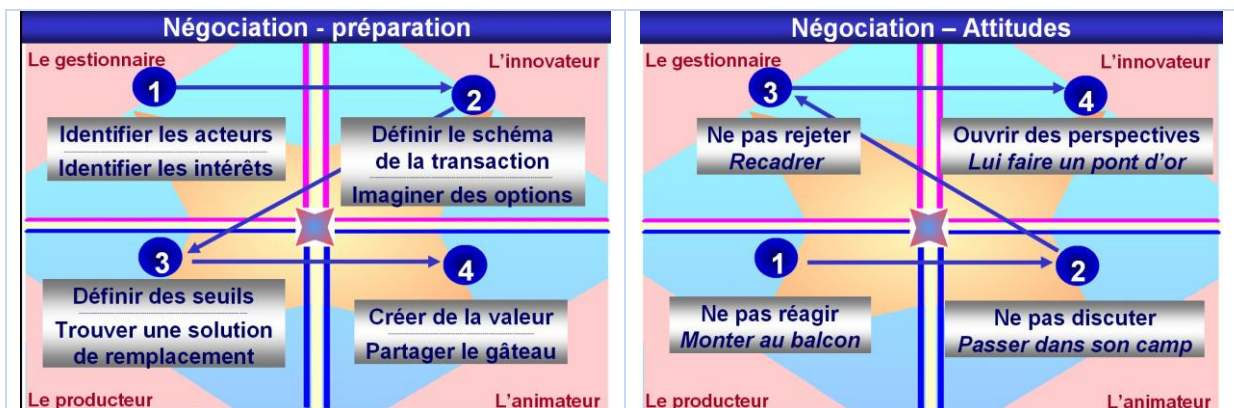 Négociation - préparation
Le gestionnaire
L'innovateur
1
2
Identifier les acteurs
Identifier les intérêts
Définir le schéma
de la transaction
Imaginer des options
3
4
Définir des seuils
Trouver une solution
de remplacement
Créer de la valeur
Partager le gâteau
Le producteur
L'animateur
Négociation – Attitudes
Le gestionnaire
L'innovateur
3
4
Ne pas rejeter
Recadrer
Ouvrir des perspectives
Lui faire un pont d'or
1
2
Ne pas réagir
Monter au balcon
Ne pas discuter
Passer dans son camp
Le producteur
L'animateur